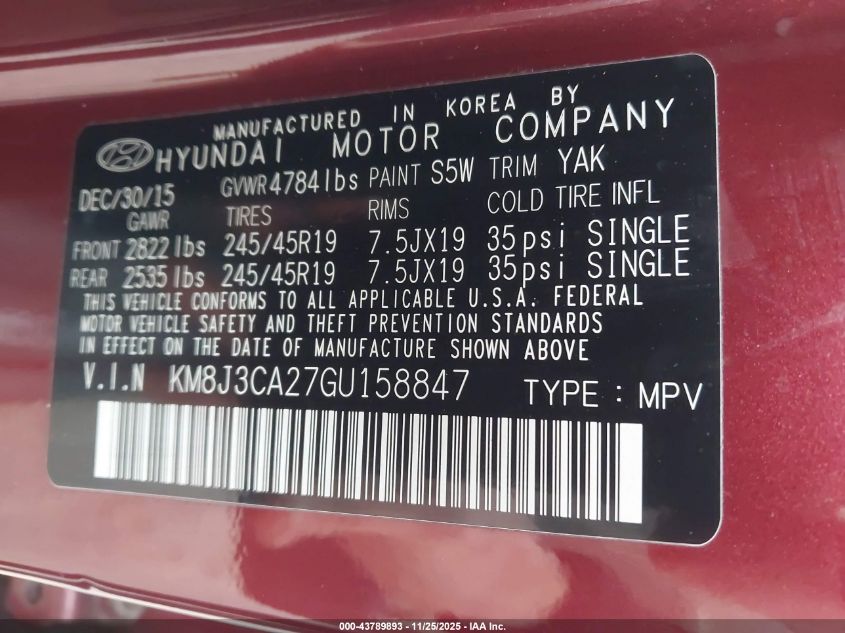 MANUFACTURED IN KOREA BY
HYUNDAI MOTOR COMPANY
DEC/30/15 GVWR 4784 lbs PAINT S5W TRIM YAK
GAWR TIRES RIMS COLD TIRE INFL
FRONT 2822 lbs 245/45R19 7.5JX19 35psi SINGLE
REAR 2535 lbs 245/45R19 7.5JX19 35psi SINGLE
THIS VEHICLE CONFORMS TO ALL APPLICABLE U.S.A. FEDERAL
MOTOR VEHICLE SAFETY AND THEFT PREVENTION STANDARDS
IN EFFECT ON THE DATE OF MANUFACTURE SHOWN ABOVE.
V.I.N KM8J3CA27GU158847 TYPE : MPV
000-43789893 - 11/25/2025 - IAA Inc.